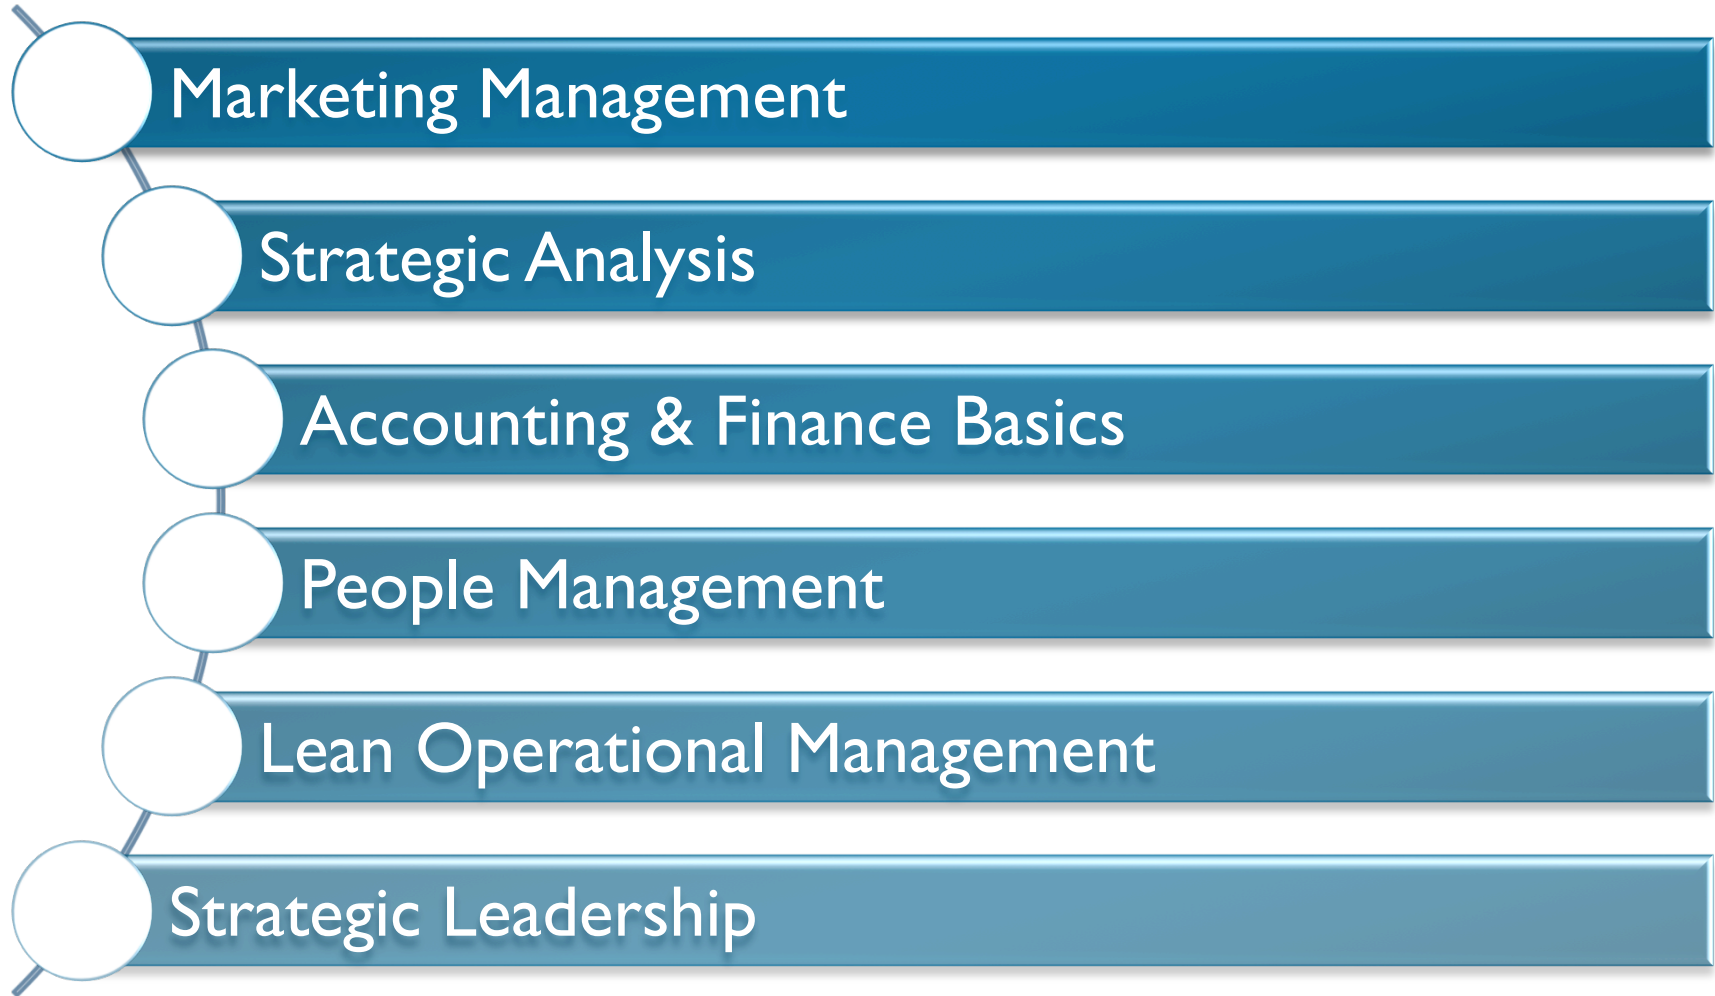 Marketing Management
Strategic Analysis
Accounting & Finance Basics
People Management
Lean Operational Management
Strategic Leadership